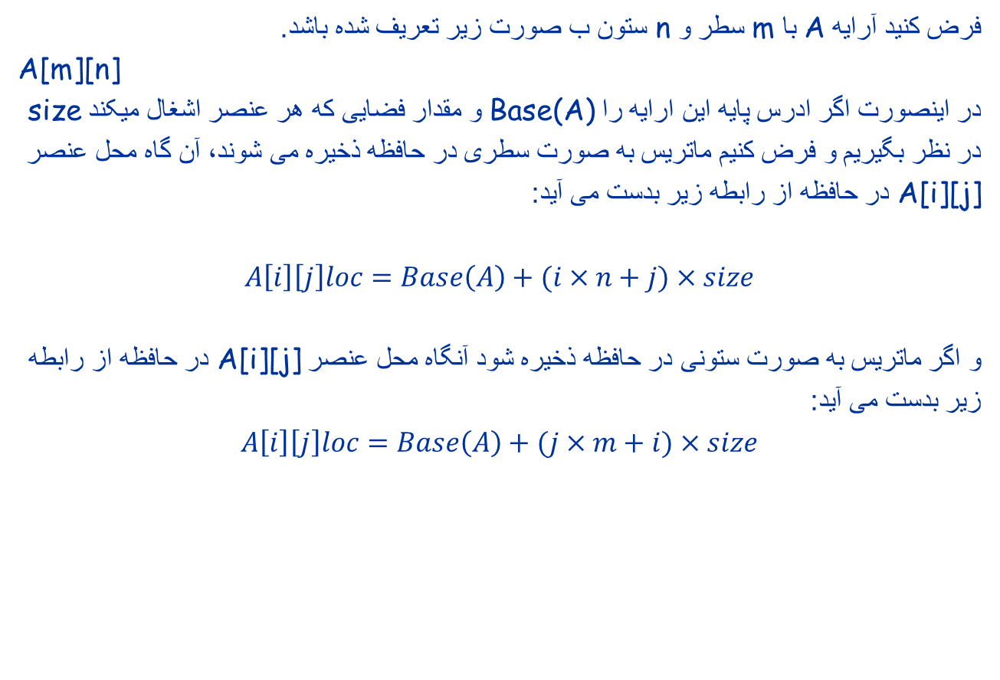 فرض کنید آرایه A با m سطر و n ستون ب صورت زیر تعریف شده باشد.
A[m][n]
در اینصورت اگر ادرس پایه این ارایه را Base(A) و مقدار فضایی که هر عنصر اشغال میکند size
در نظر بگیریم و فرض کنیم ماتریس به صورت سطری در حافظه ذخیره می شوند، آن گاه محل عنصر
A[i][j] در حافظه از رابطه زیر بدست می آید:
A[i][j]loc = Base(A) + (i × n + j) × size
و اگر ماتریس به صورت ستونی در حافظه ذخیره شود آنگاه محل عنصر A[i][j] در حافظه از رابطه
زیر بدست می آید:
A[i][j]loc = Base(A) + (j × m + i) × size